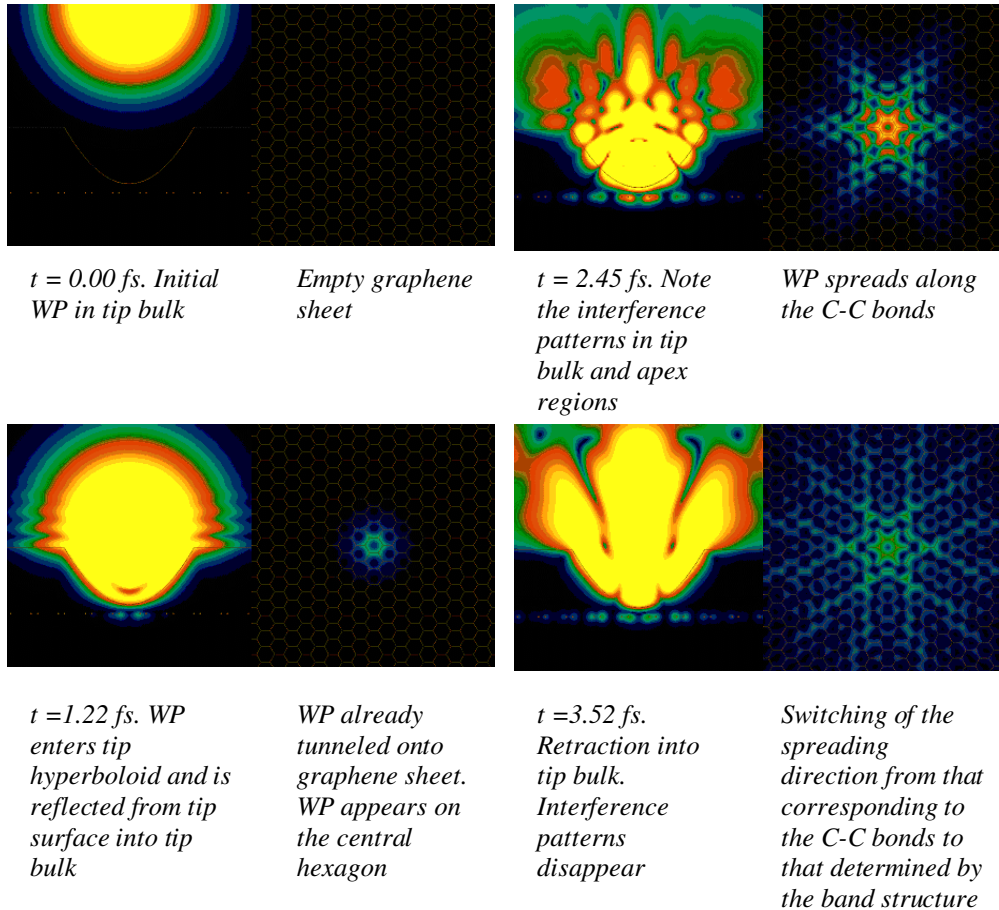 t = 0.00 fs. Initial
WP in tip bulk
Empty graphene
sheet
t = 2.45 fs. Note
the interference
patterns in tip
bulk and apex
regions
WP spreads along
the C-C bonds
t =1.22 fs. WP
enters tip
hyperboloid and is
reflected from tip
surface into tip
bulk
WP already
tunneled onto
graphene sheet.
WP appears on
the central
hexagon
t =3.52 fs.
Retraction into
tip bulk.
Interference
patterns
disappear
Switching of the
spreading
direction from that
corresponding to
the C-C bonds to
that determined by
the band structure